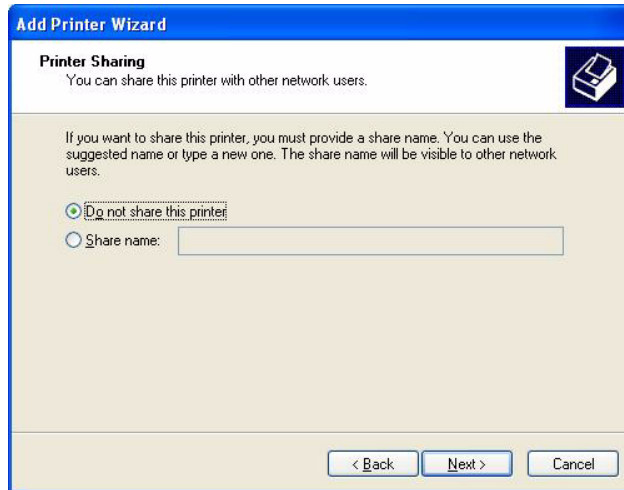 Add Printer Wizard
Printer Sharing
You can share this printer with other network users.
If you want to share this printer, you must provide a share name. You can use the
suggested name or type a new one. The share name will be visible to other network
users.
Do not share this printer
Share name:
< Back Next > Cancel